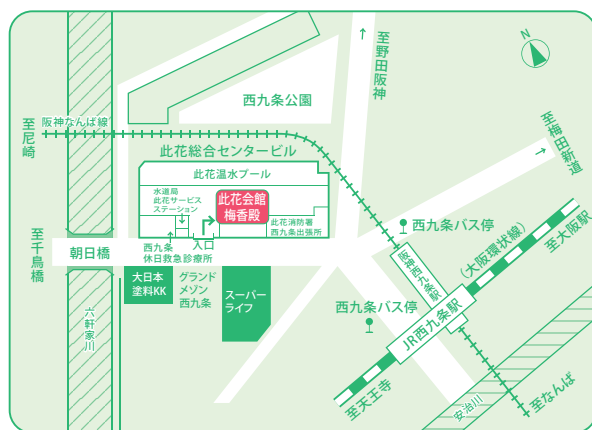 至野田阪神
N
西九条公園
至梅田新道
阪神なんば線
至尼崎
此花総合センタービル
此花温水プール
水道局
此花サービス
ステーション
此花会館
梅香殿
此花消防署
西九条出張所
入口
西九条
休日救急診療所
至千鳥橋
朝日橋
大日本
塗料KK
グランド
メゾン
西九条
スーパー
ライフ
六軒家川
西九条バス停
阪神西九条駅
(大阪環状線)
至大阪駅
西九条バス停
JR西九条駅
至天王寺
安治川
至なんば